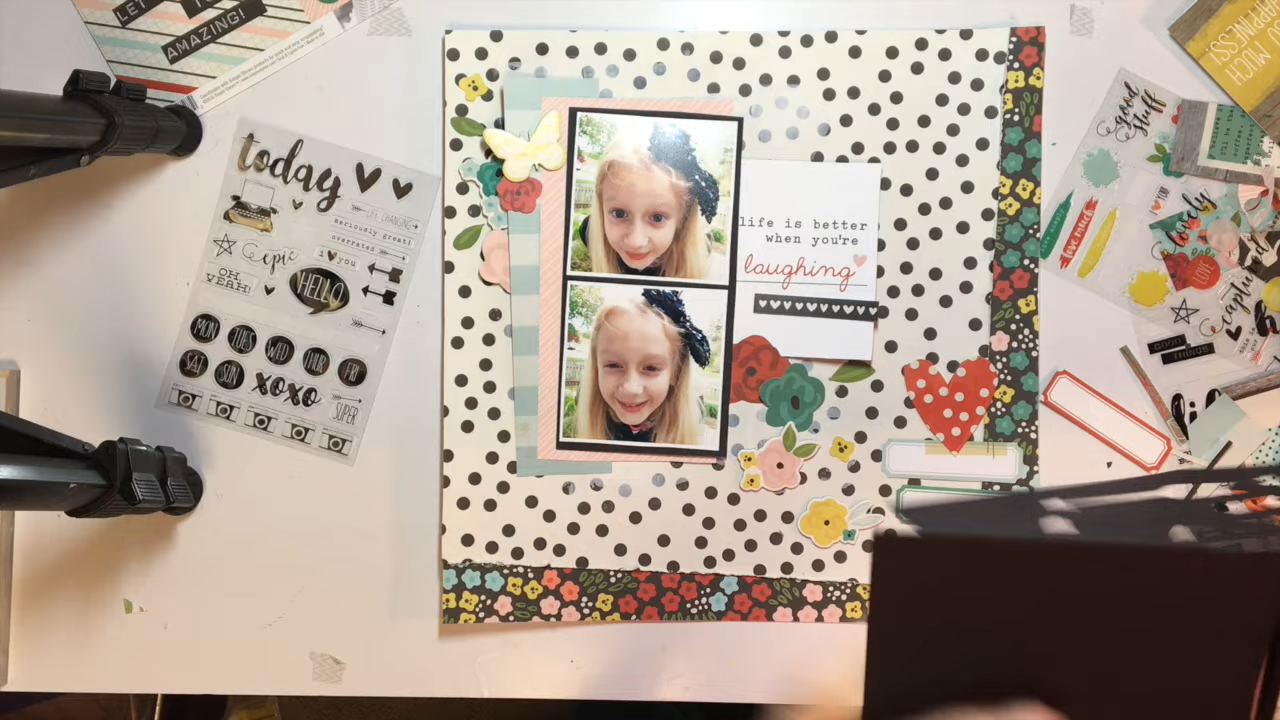 LET
AMAZING!
today
LIFE CHANGING
seriously great!
overrated
epic
i you
OH,
YEAH!
HELLO
MON
TUES
WED
THUR
FRI
SAT
SUN
xoxo
SUPER
life is better
when you're
laughing
good
stuff
HAPPINESS!
SO MUCH
love much
lovely
LOVE
GOOD
THINGS